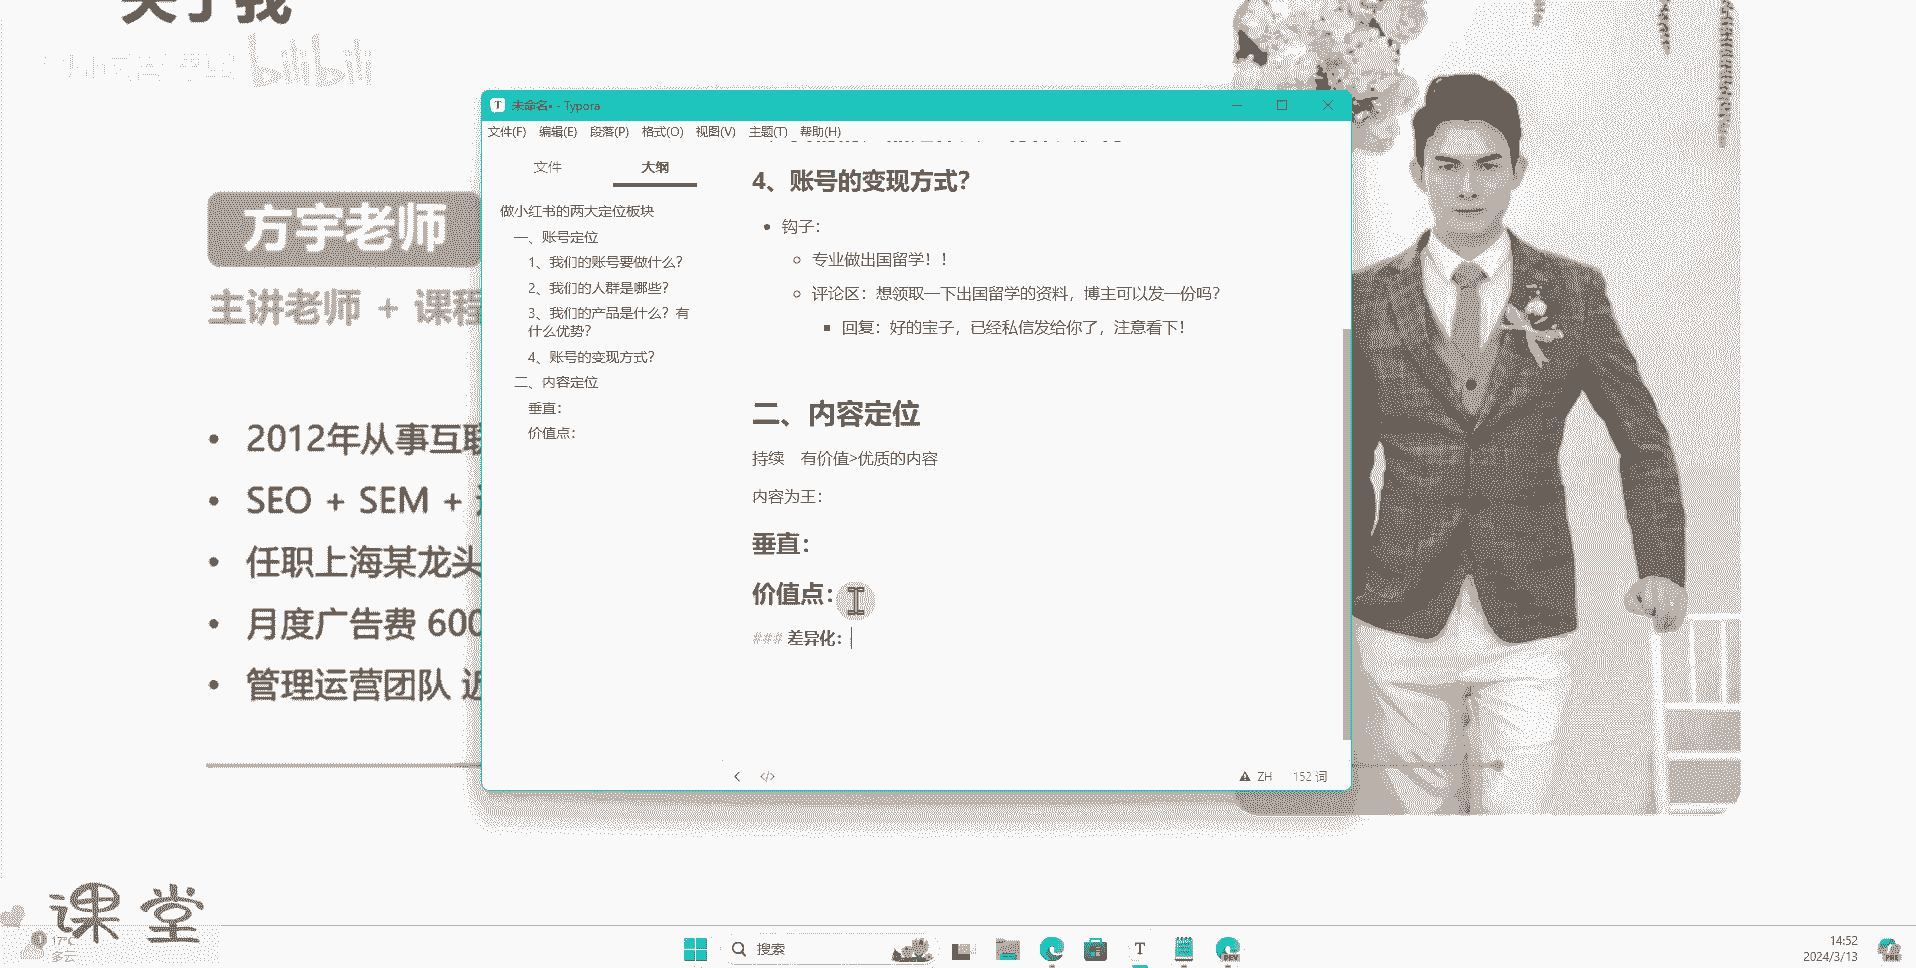 关于我
bilibili
方宇老师
主讲老师 + 课程
• 2012年从事互联
• SEO + SEM +
• 任职上海某龙头
• 月度广告费 600
• 管理运营团队 近
未命名• - Typora
文件(F) 编辑(E) 段落(P) 格式(O) 视图(V) 主题(T) 帮助(H)
文件 大纲
做小红书的两大定位板块
一、账号定位
1、我们的账号要做什么?
2、我们的人群是哪些?
3、我们的产品是什么? 有
什么优势?
4、账号的变现方式?
二、内容定位
垂直:
价值点:
4、账号的变现方式?
• 钩子:
○ 专业做出国留学! !
○ 评论区: 想领取一下出国留学的资料, 博主可以发一份吗?
▪ 回复: 好的宝子, 已经私信发给你了, 注意看下!
二、内容定位
持续 有价值>优质的内容
内容为王:
垂直:
价值点:
### 差异化:
</> ZH 152 词
课堂
17°C
多云
搜索
T
DEV
14:52
2024/3/13
PRE